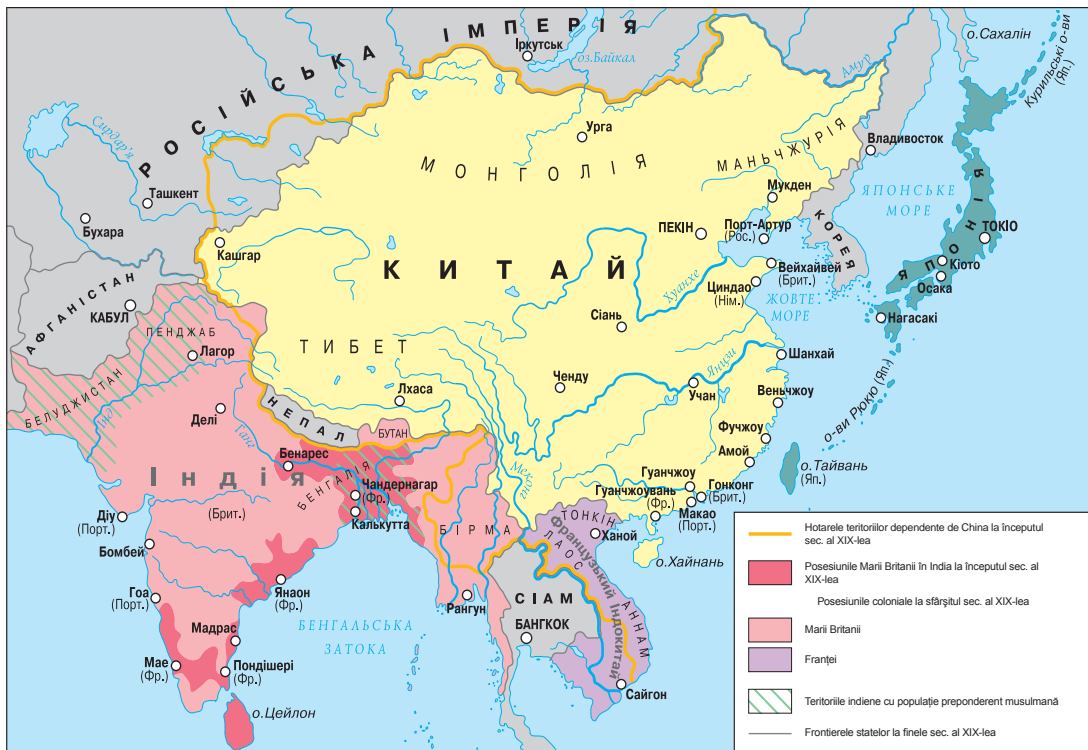 РОСІЙСЬКА ІМПЕРІЯ
Іркутськ
оз.Байкал
Амур
о.Сахалін
Курильські о-ви
(Яп.)
Сирдар'я
Ташкент
Бухара
Урга
МОНГОЛІЯ
МАНЬЧЖУРІЯ
Владивосток
Мукден
ЯПОНСЬКЕ
МОРЕ
ЯПОНІЯ
ТОКІО
Кіото
Осака
Нагасакі
КОРЕЯ
ПЕКІН
Порт-Артур
(Рос.)
Вейхайвей
(Брит.)
Циндао
(Нім.)
ЖОВТЕ
МОРЕ
Хуанхе
Кашгар
КИТАЙ
АФГАНІСТАН
КАБУЛ
ПЕНДЖАБ
Лагор
БЕЛУДЖИСТАН
Інд
Сіань
ТИБЕТ
Лхаса
Ченду
Янцзи
Учан
Шанхай
Веньчжоу
о-ви Рюкю (Яп.)
Фучжоу
Амой
о.Тайвань
(Яп.)
Делі
Ганг
НЕПАЛ
БУТАН
Бенарес
Індія
(Брит.)
БЕНГАЛІЯ
Чандернагар
(Фр.)
Калькутта
БІРМА
Меконг
Гуанчжоу
Гуанчжоувань
(Фр.)
Гонконг
(Брит.)
Макао
(Порт.)
о.Хайнань
ТОНКІН
Ханой
ЛАОС
Французький Індокитай
АННАМ
Діу
(Порт.)
Бомбей
Гоа
(Порт.)
Янаон
(Фр.)
Рангун
СІАМ
БАНГКОК
Сайгон
БЕНГАЛЬСЬКА
ЗАТОКА
Мадрас
Мае
(Фр.)
Пондішері
(Фр.)
о.Цейлон
Hotarele teritoriilor dependente de China la începutul
sec. al XIX-lea
Posesiunile Marii Britanii în India la începutul sec. al
XIX-lea
Posesiunile coloniale la sfârșitul sec. al XIX-lea
Marii Britanii
Franței
Teritoriile indiene cu populație preponderent musulmană
Frontierele statelor la finele sec. al XIX-lea